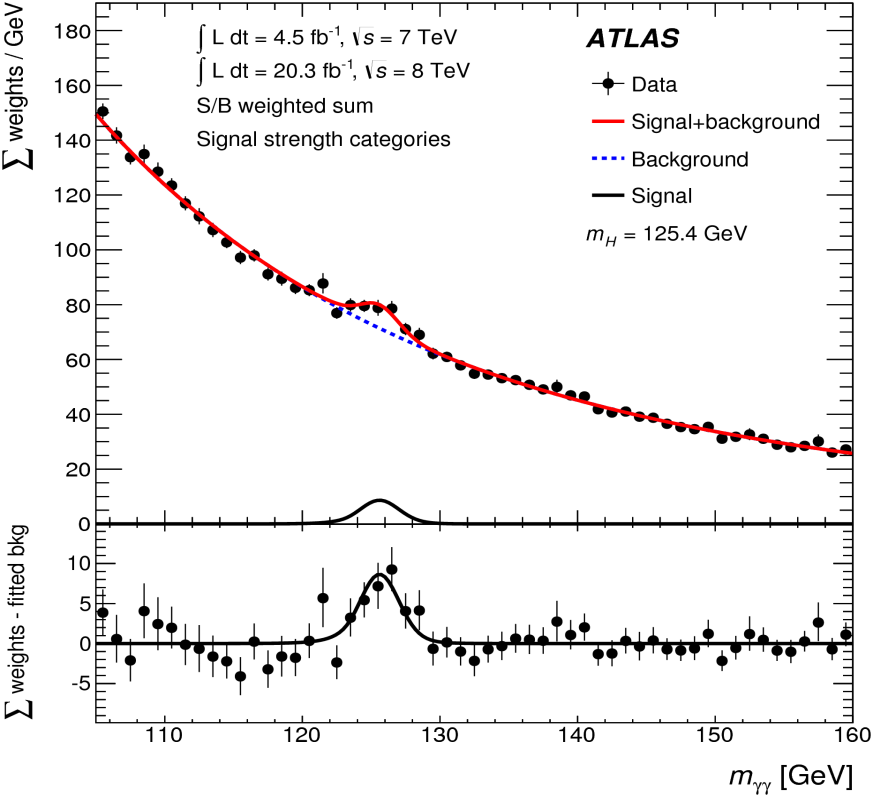 ∑ weights / GeV
180
160
140
120
100
80
60
40
20
0
∫ L dt = 4.5 fb⁻¹, √s = 7 TeV
∫ L dt = 20.3 fb⁻¹, √s = 8 TeV
S/B weighted sum
Signal strength categories
ATLAS
Data
Signal+background
Background
Signal
m_H = 125.4 GeV
∑ weights - fitted bkg
10
5
0
-5
110 120 130 140 150 160
m_γγ [GeV]